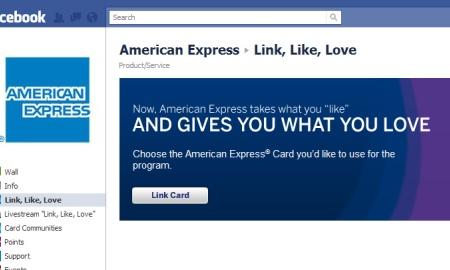 cebook
Search
American Express ▸ Link, Like, Love
Product/Service
AMERICAN
EXPRESS
®
Now, American Express takes what you "like"
AND GIVES YOU WHAT YOU LOVE
Choose the American Express® Card you'd like to use for the
program.
Link Card
Wall
Info
Link, Like, Love
Livestream "Link, Like, Love"
Card Communities
Points
Support
Events